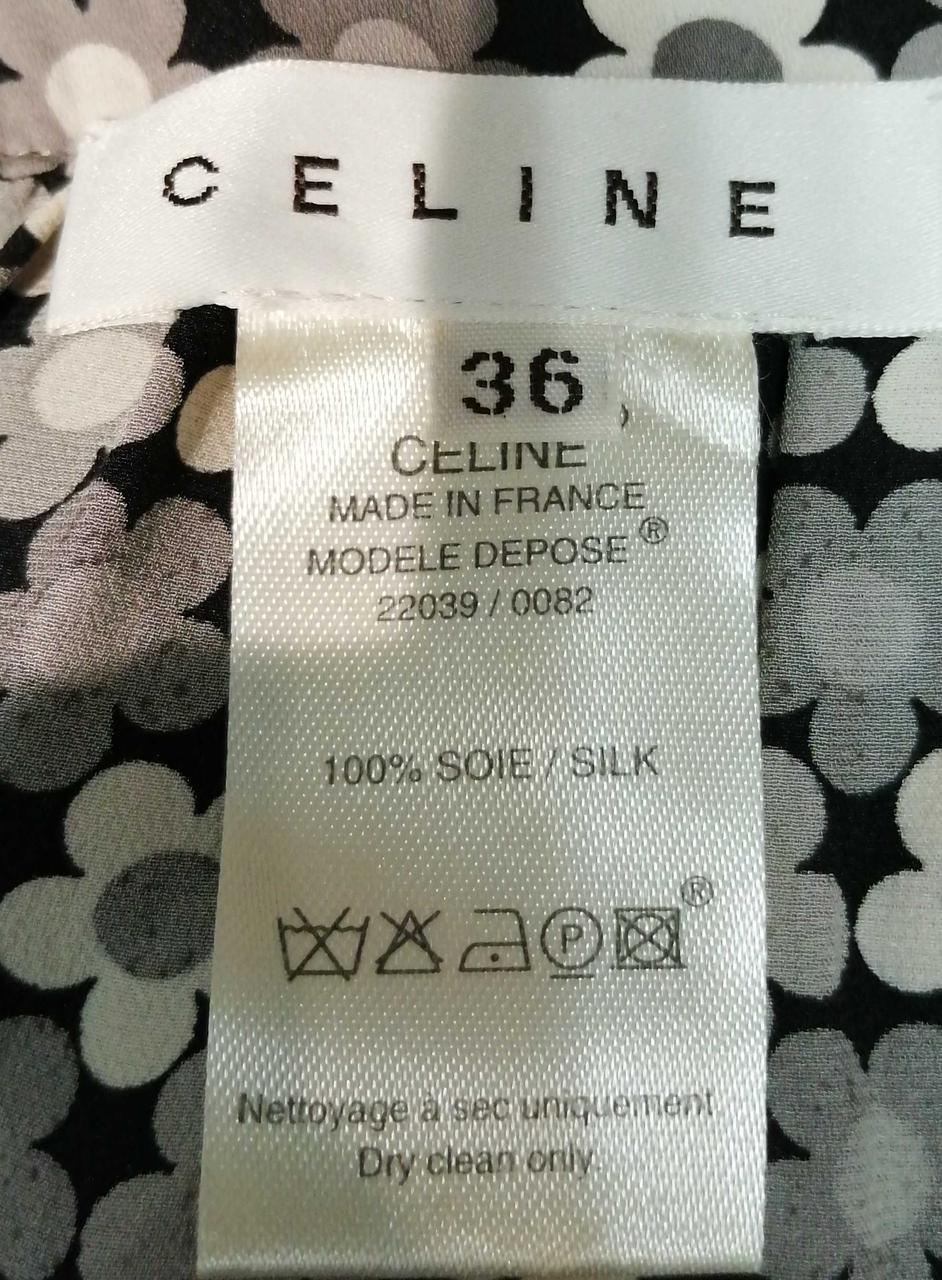 CELINE
36
CELINE
MADE IN FRANCE
MODELE DEPOSE®
22039 / 0082
100% SOIE / SILK
®
P
Nettoyage à sec uniquement
Dry clean only.